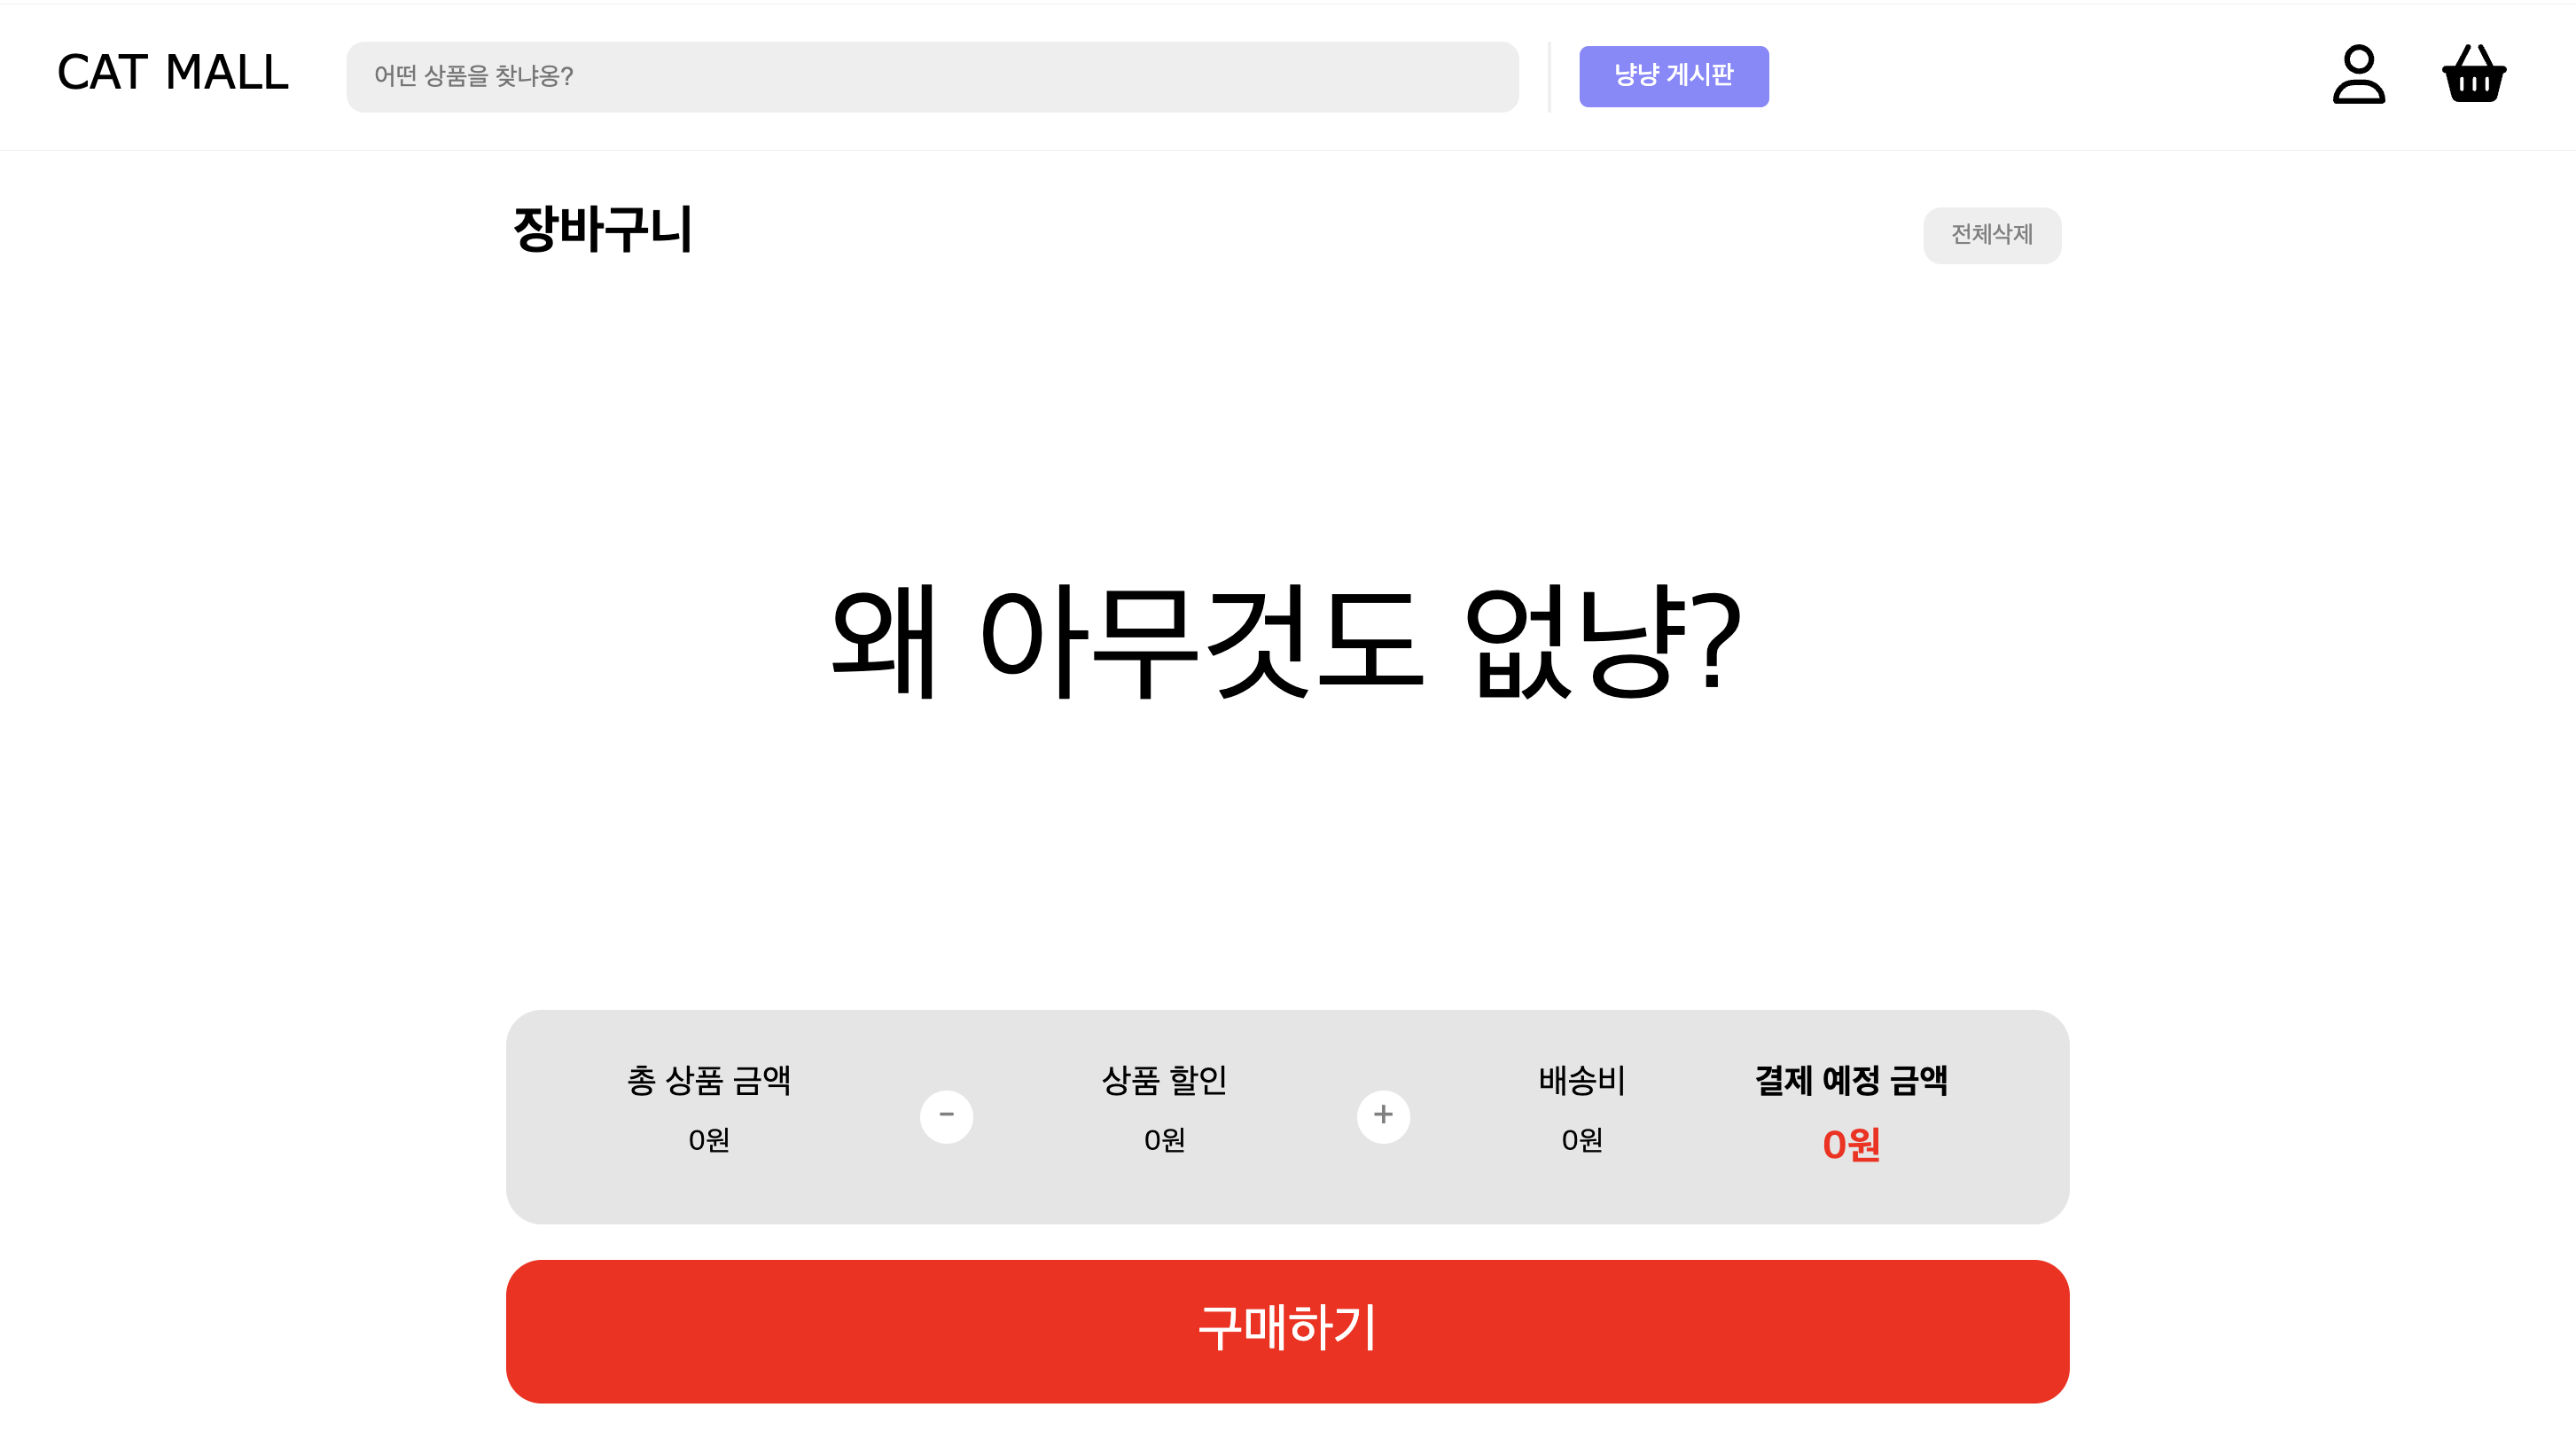 CAT MALL
어떤 상품을 찾냐옹?
냥냥 게시판
장바구니
전체삭제
왜 아무것도 없냥?
총 상품 금액
0원
-
상품 할인
0원
+
배송비
0원
결제 예정 금액
0원
구매하기